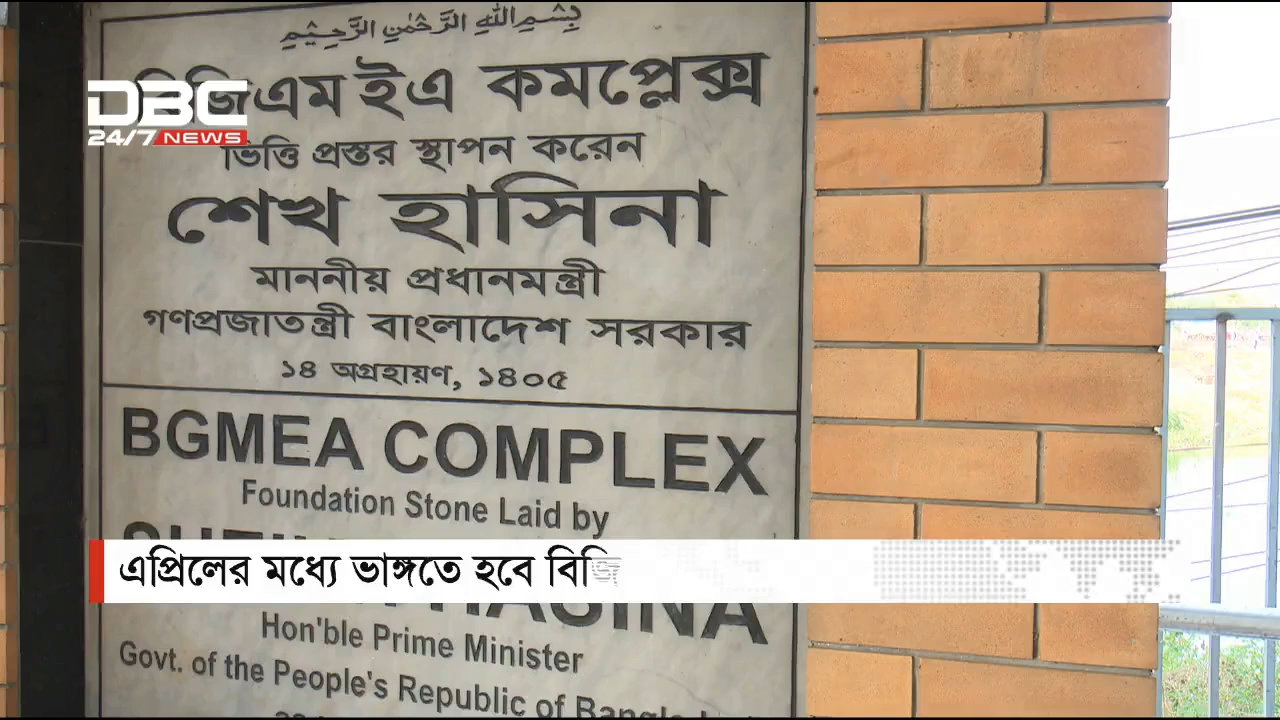 بِسْمِ اللهِ الرَّحْمٰنِ الرَّحِيْمِ
কমপ্লেক্স
DBC
24/7 NEWS
ভিত্তি প্রস্তর স্থাপন করেন
শেখ হাসিনা
মাননীয় প্রধানমন্ত্রী
গণপ্রজাতন্ত্রী বাংলাদেশ সরকার
১৪ অগ্রহায়ণ, ১৪০৫
BGMEA COMPLEX
Foundation Stone Laid by
এপ্রিলের মধ্যে ভাঙ্গতে হবে বিজি
HASINA
Hon'ble Prime Minister
Govt. of the People's Republic of